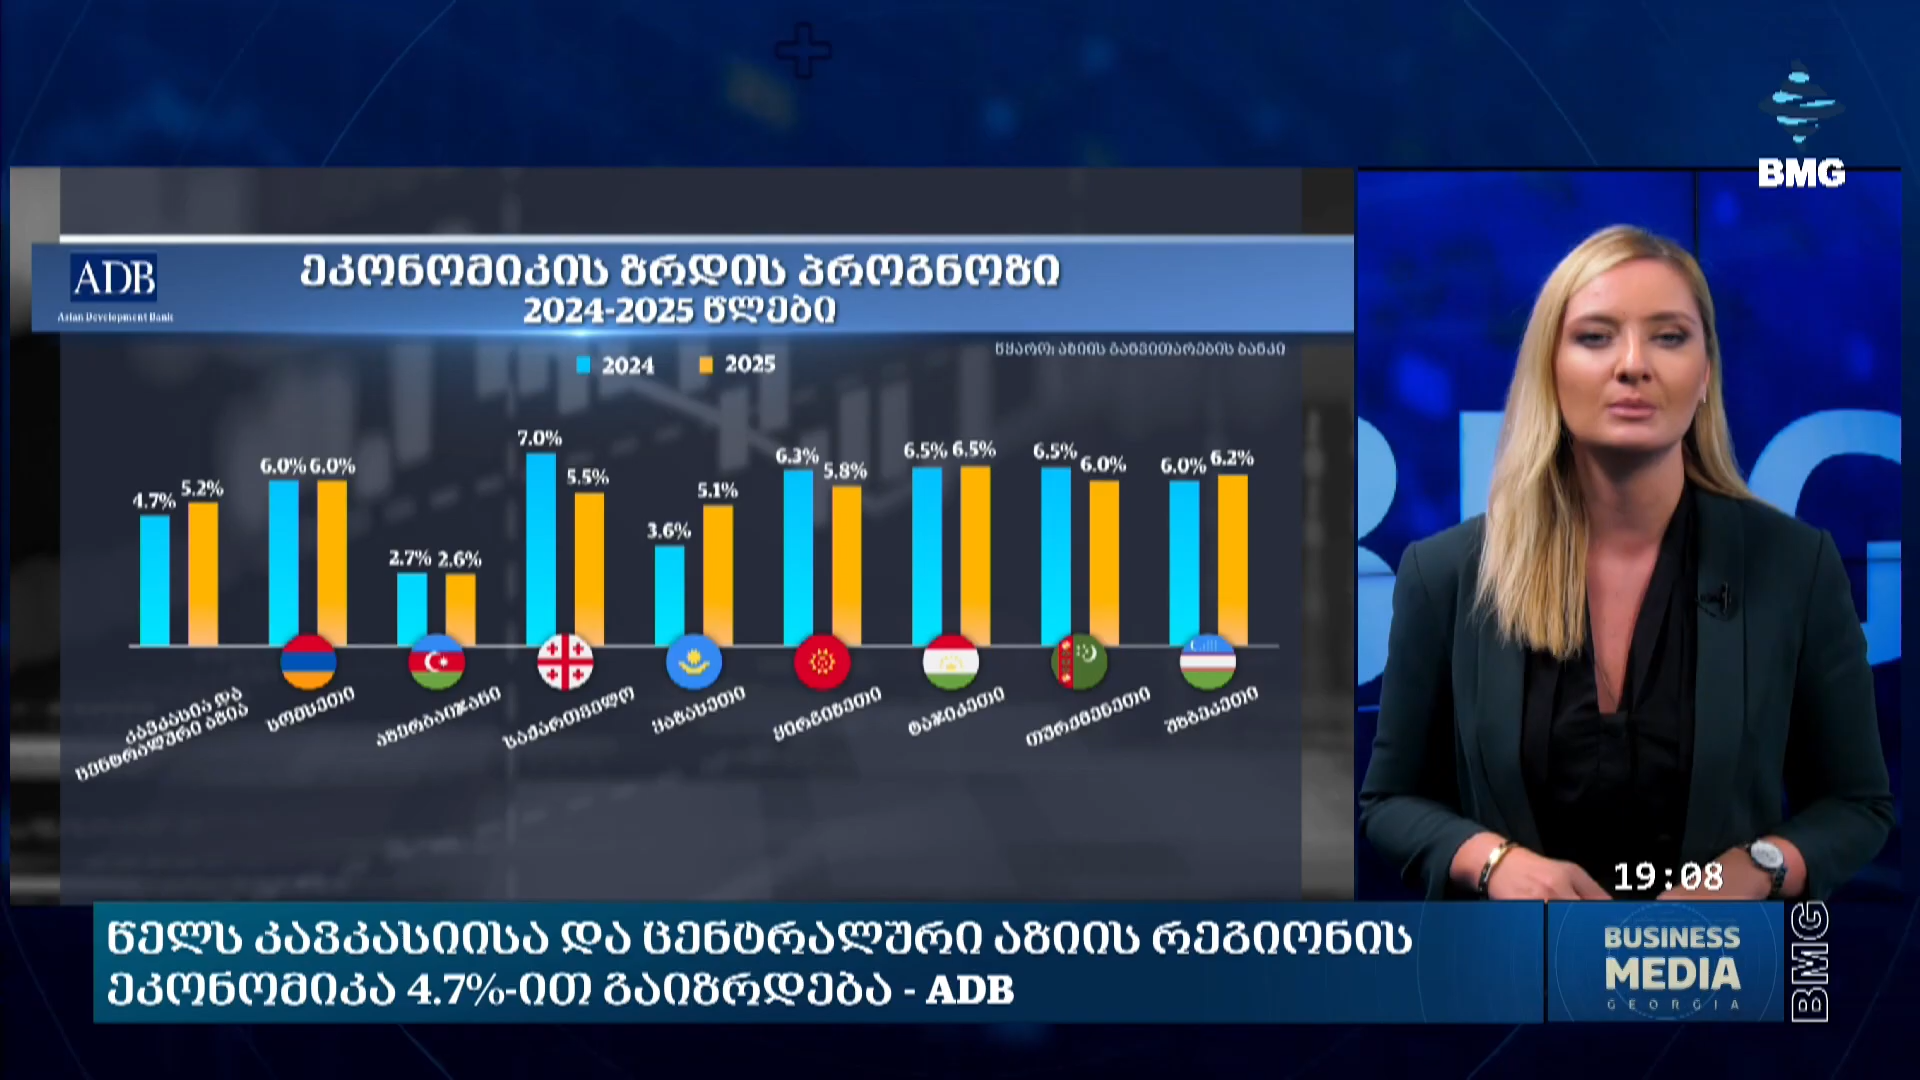 BMG
ADB
Asian Development Bank
ეკონომიკის ზრდის პროგნოზი
2024-2025 წლები
წყარო: აზიის განვითარების ბანკი
2024 2025
4.7% 5.2% 6.0% 6.0% 2.7% 2.6% 7.0% 5.5% 3.6% 5.1% 6.3% 5.8% 6.5% 6.5% 6.5% 6.0% 6.0% 6.2%
კავკასია და
ცენტრალური აზია
სომხეთი
აზერბაიჯანი
საქართველო
ყაზახეთი
ყირგიზეთი
ტაჯიკეთი
თურქმენეთი
უზბეკეთი
19:08
წელს კავკასიისა და ცენტრალური აზიის რეგიონის
ეკონომიკა 4.7%-ით გაიზრდება - ADB
BUSINESS
MEDIA
GEORGIA
BMG